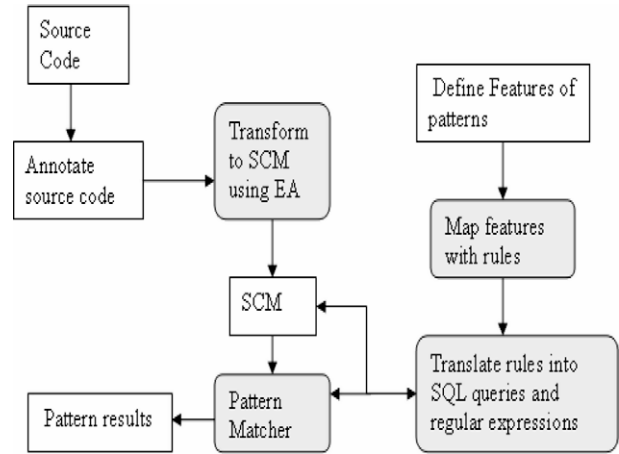 Source
Code
Annotate
source code
Transform
to SCM
using EA
SCM
Pattern
Matcher
Pattern results
Define Features of
patterns
Map features
with rules
Translate rules into
SQL queries and
regular expressions